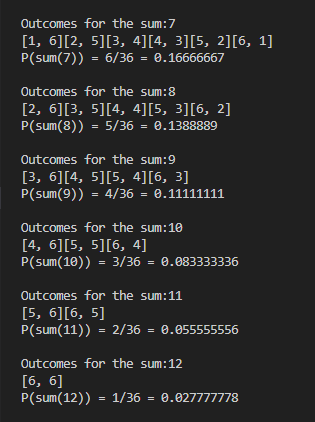 Outcomes for the sum:7
[1, 6][2, 5][3, 4][4, 3][5, 2][6, 1]
P(sum(7)) = 6/36 = 0.16666667
Outcomes for the sum:8
[2, 6][3, 5][4, 4][5, 3][6, 2]
P(sum(8)) = 5/36 = 0.1388889
Outcomes for the sum:9
[3, 6][4, 5][5, 4][6, 3]
P(sum(9)) = 4/36 = 0.11111111
Outcomes for the sum:10
[4, 6][5, 5][6, 4]
P(sum(10)) = 3/36 = 0.083333336
Outcomes for the sum:11
[5, 6][6, 5]
P(sum(11)) = 2/36 = 0.055555556
Outcomes for the sum:12
[6, 6]
P(sum(12)) = 1/36 = 0.027777778